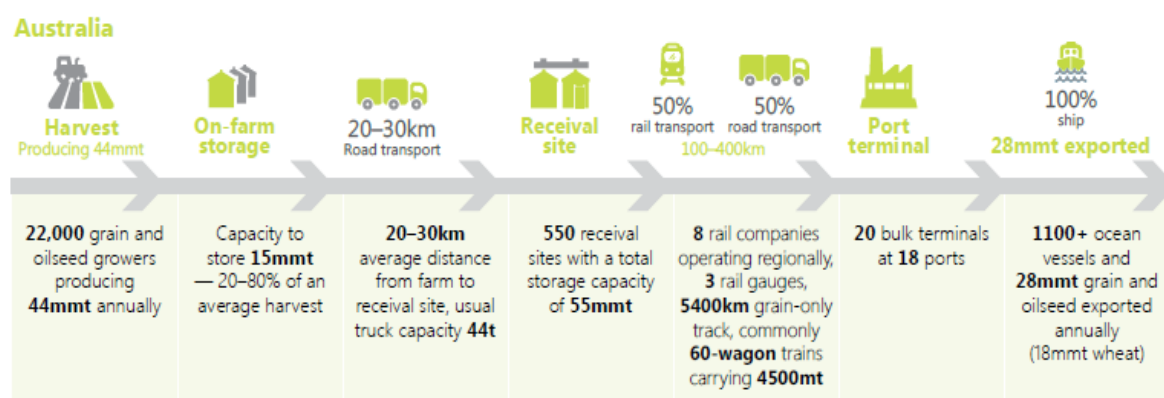 Australia
Harvest
Producing 44mmt
On-farm
storage
20–30km
Road transport
Receival
site
50%
rail transport
50%
road transport
100–400km
Port
terminal
100%
ship
28mmt exported
22,000 grain and
oilseed growers
producing
44mmt annually
Capacity to
store 15mmt
— 20–80% of an
average harvest
20–30km
average distance
from farm to
receival site, usual
truck capacity 44t
550 receival
sites with a total
storage capacity
of 55mmt
8 rail companies
operating regionally,
3 rail gauges,
5400km grain-only
track, commonly
60-wagon trains
carrying 4500mt
20 bulk terminals
at 18 ports
1100+ ocean
vessels and
28mmt grain and
oilseed exported
annually
(18mmt wheat)